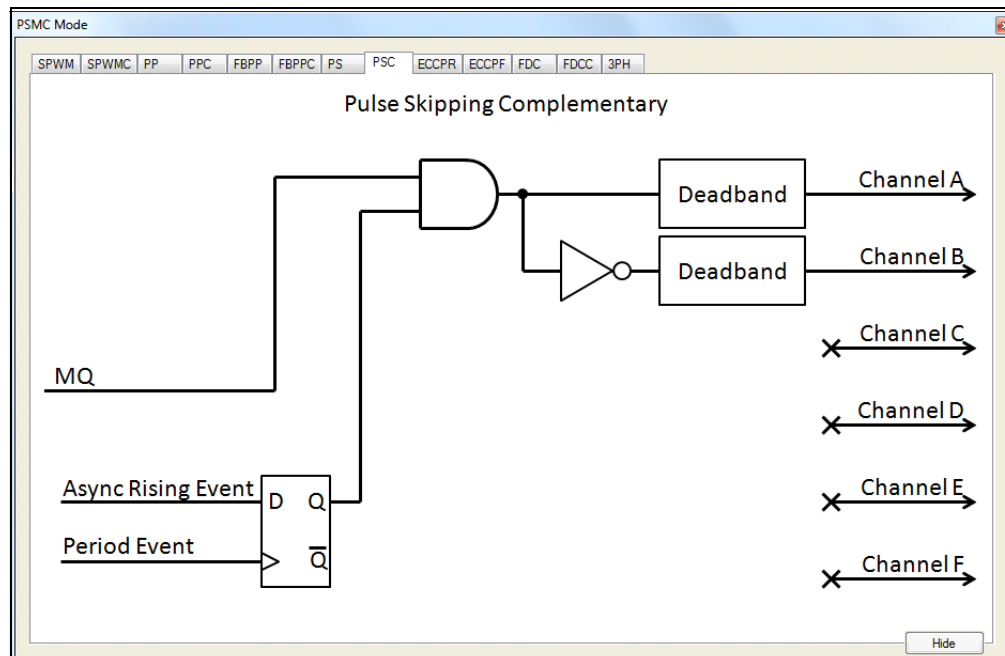 PSMC Mode
SPWM SPWMC PP PPC FBPP FBPPC PS PSC ECCPR ECCPF FDC FDCC 3PH
Pulse Skipping Complementary
Deadband
Channel A
Deadband
Channel B
Channel C
MQ
Channel D
Async Rising Event
D Q
Channel E
Period Event
Q̅
Channel F
Hide